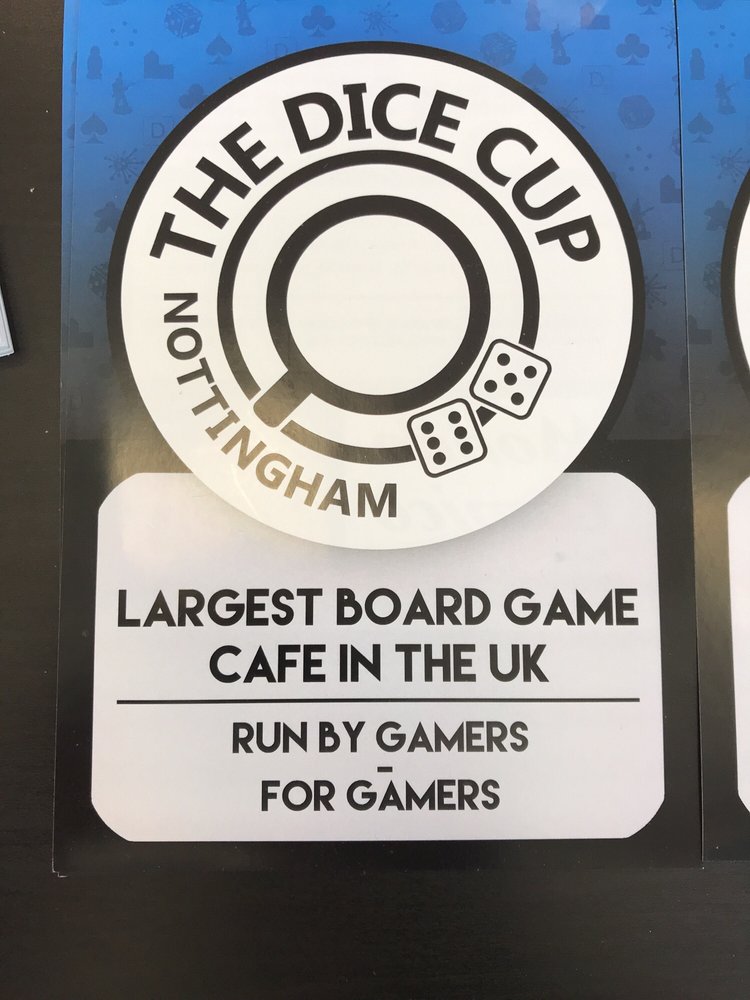 THE DICE CUP
NOTTINGHAM
LARGEST BOARD GAME
CAFE IN THE UK
RUN BY GAMERS
-
FOR GAMERS